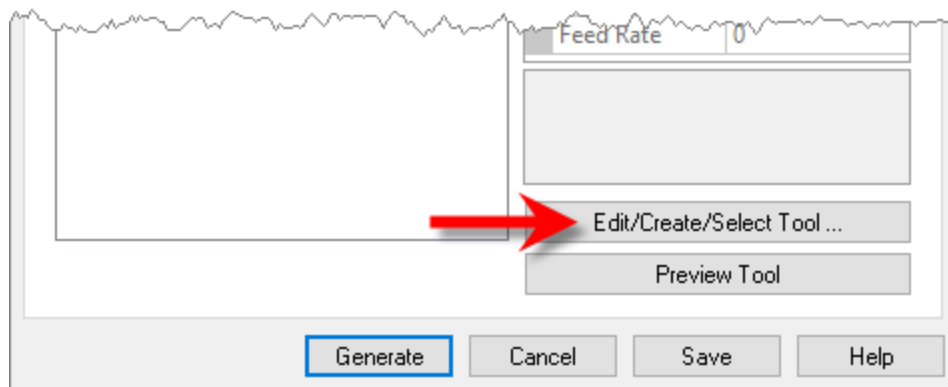 Feed Rate 0
Edit/Create/Select Tool ...
Preview Tool
Generate Cancel Save Help